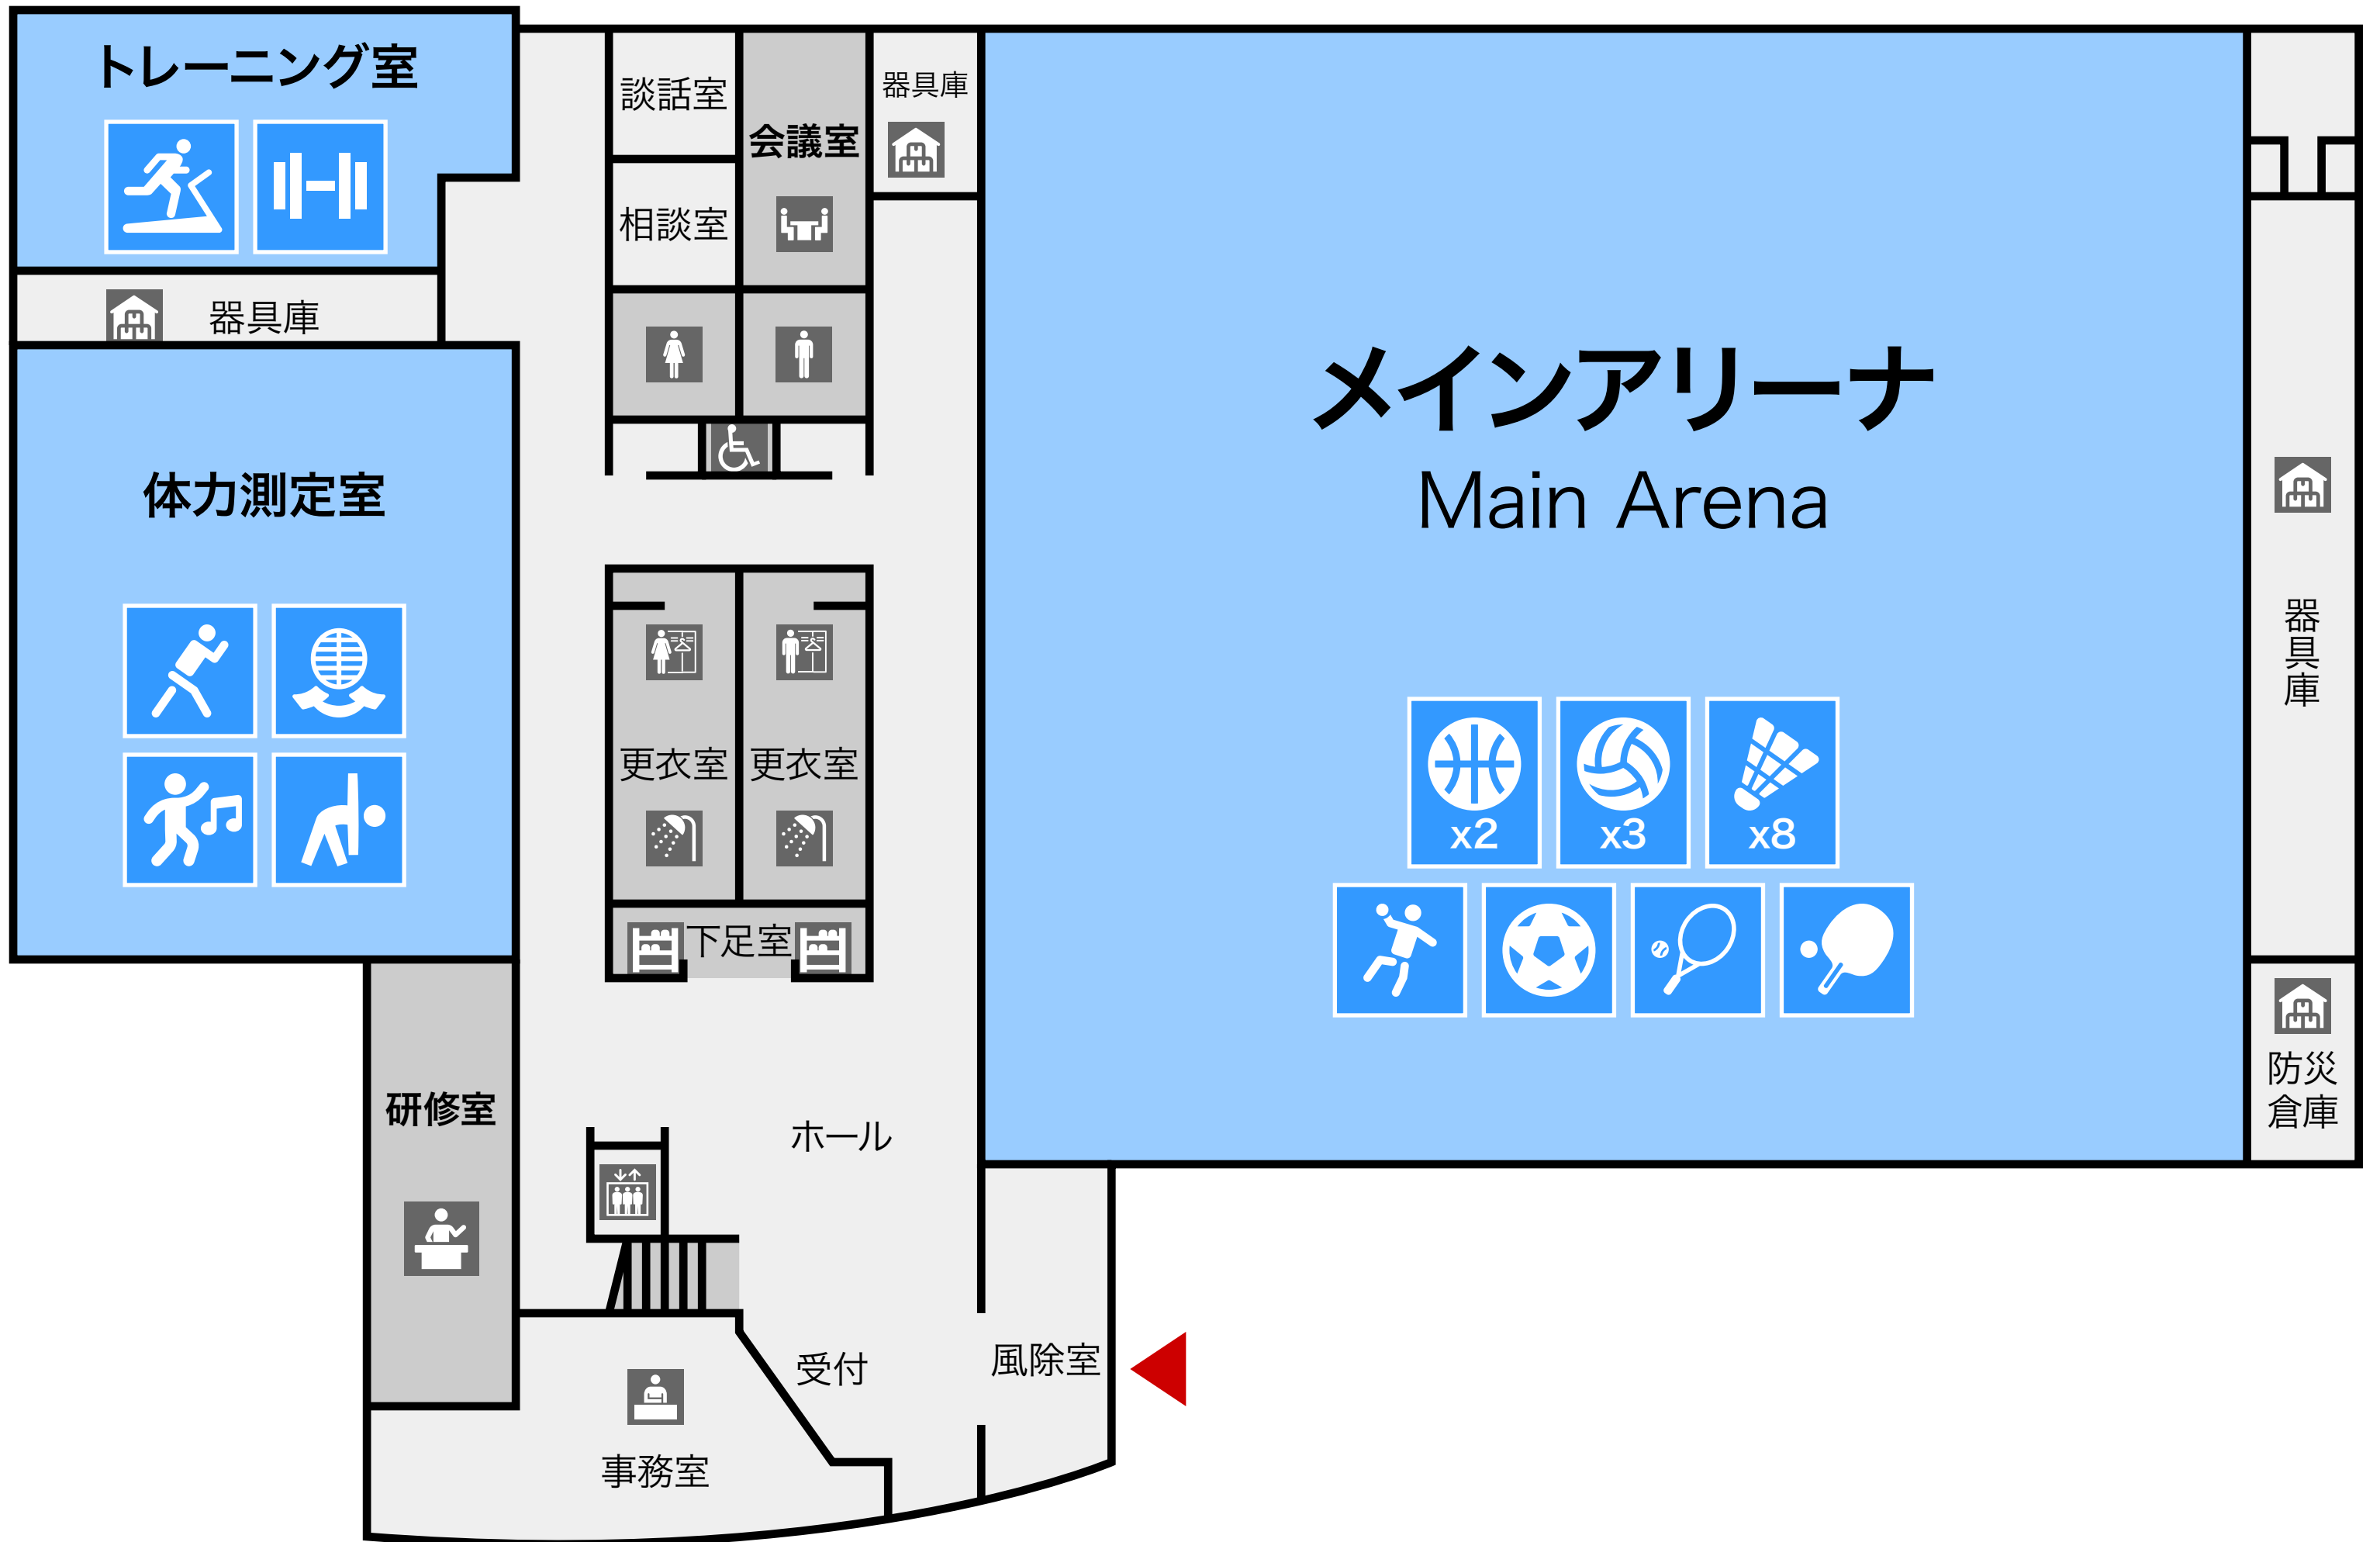 トレーニング室
談話室
会議室
器具庫
相談室
器具庫
メインアリーナ
Main Arena
体力測定室
器具庫
更衣室
更衣室
x2
x3
x8
下足室
防災
倉庫
研修室
ホール
受付
風除室
事務室